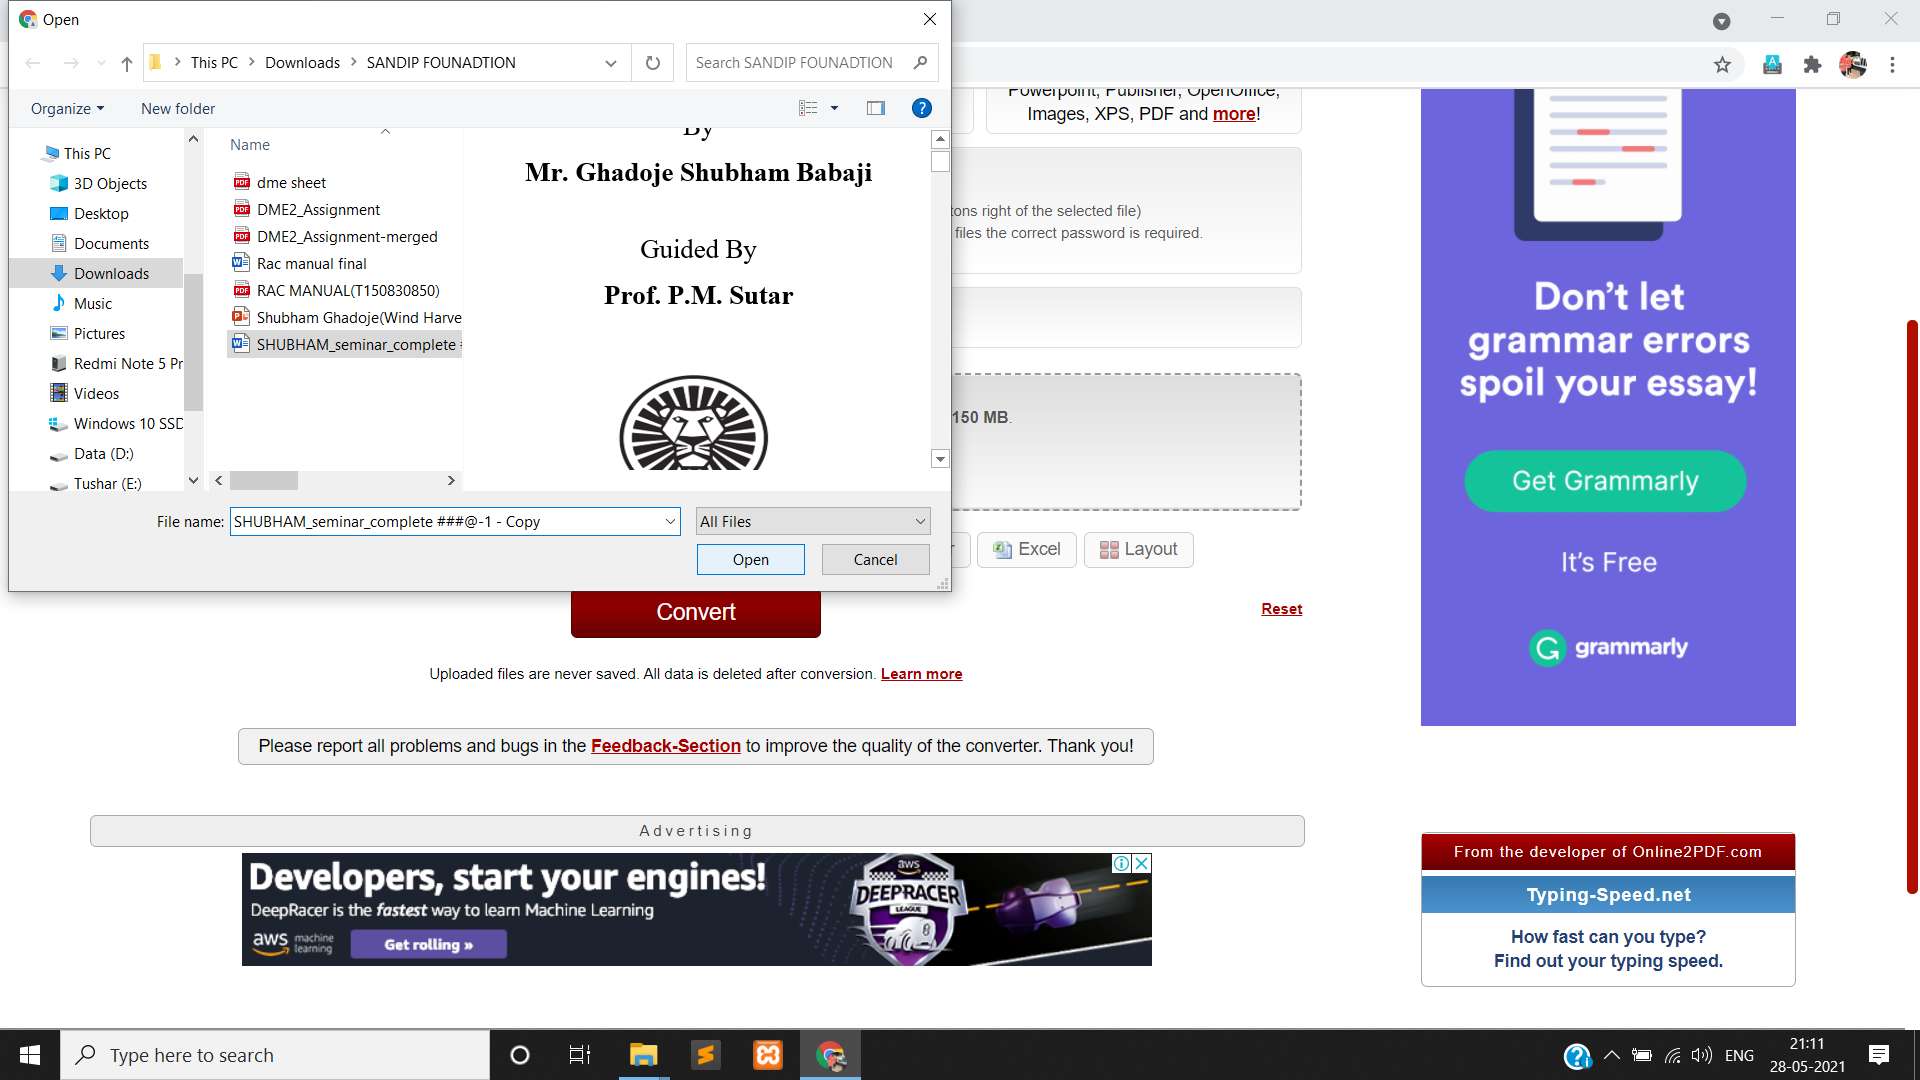 Open
This PC
Downloads
SANDIP FOUNADTION
Search SANDIP FOUNADTION
Organize
New folder
Name
This PC
3D Objects
Desktop
Documents
Downloads
Music
Pictures
Redmi Note 5 Pr
Videos
Windows 10 SSD
Data (D:)
Tushar (E:)
dme sheet
DME2_Assignment
DME2_Assignment-merged
Rac manual final
RAC MANUAL(T150830850)
Shubham Ghadoje(Wind Harve
SHUBHAM_seminar_complete
By
Mr. Ghadoje Shubham Babaji
Guided By
Prof. P.M. Sutar
File name:
SHUBHAM_seminar_complete ###@-1 - Copy
All Files
Open
Cancel
Powerpoint, Publisher, OpenOffice,
Images, XPS, PDF and more!
tons right of the selected file)
files the correct password is required.
150 MB.
Excel
Layout
Convert
Reset
Uploaded files are never saved. All data is deleted after conversion. Learn more
Please report all problems and bugs in the Feedback-Section to improve the quality of the converter. Thank you!
Advertising
Developers, start your engines!
DeepRacer is the fastest way to learn Machine Learning
aws machine learning
Get rolling »
aws
DEEPRACER
LEAGUE
Don't let
grammar errors
spoil your essay!
Get Grammarly
It's Free
grammarly
From the developer of Online2PDF.com
Typing-Speed.net
How fast can you type?
Find out your typing speed.
Type here to search
ENG
21:11
28-05-2021